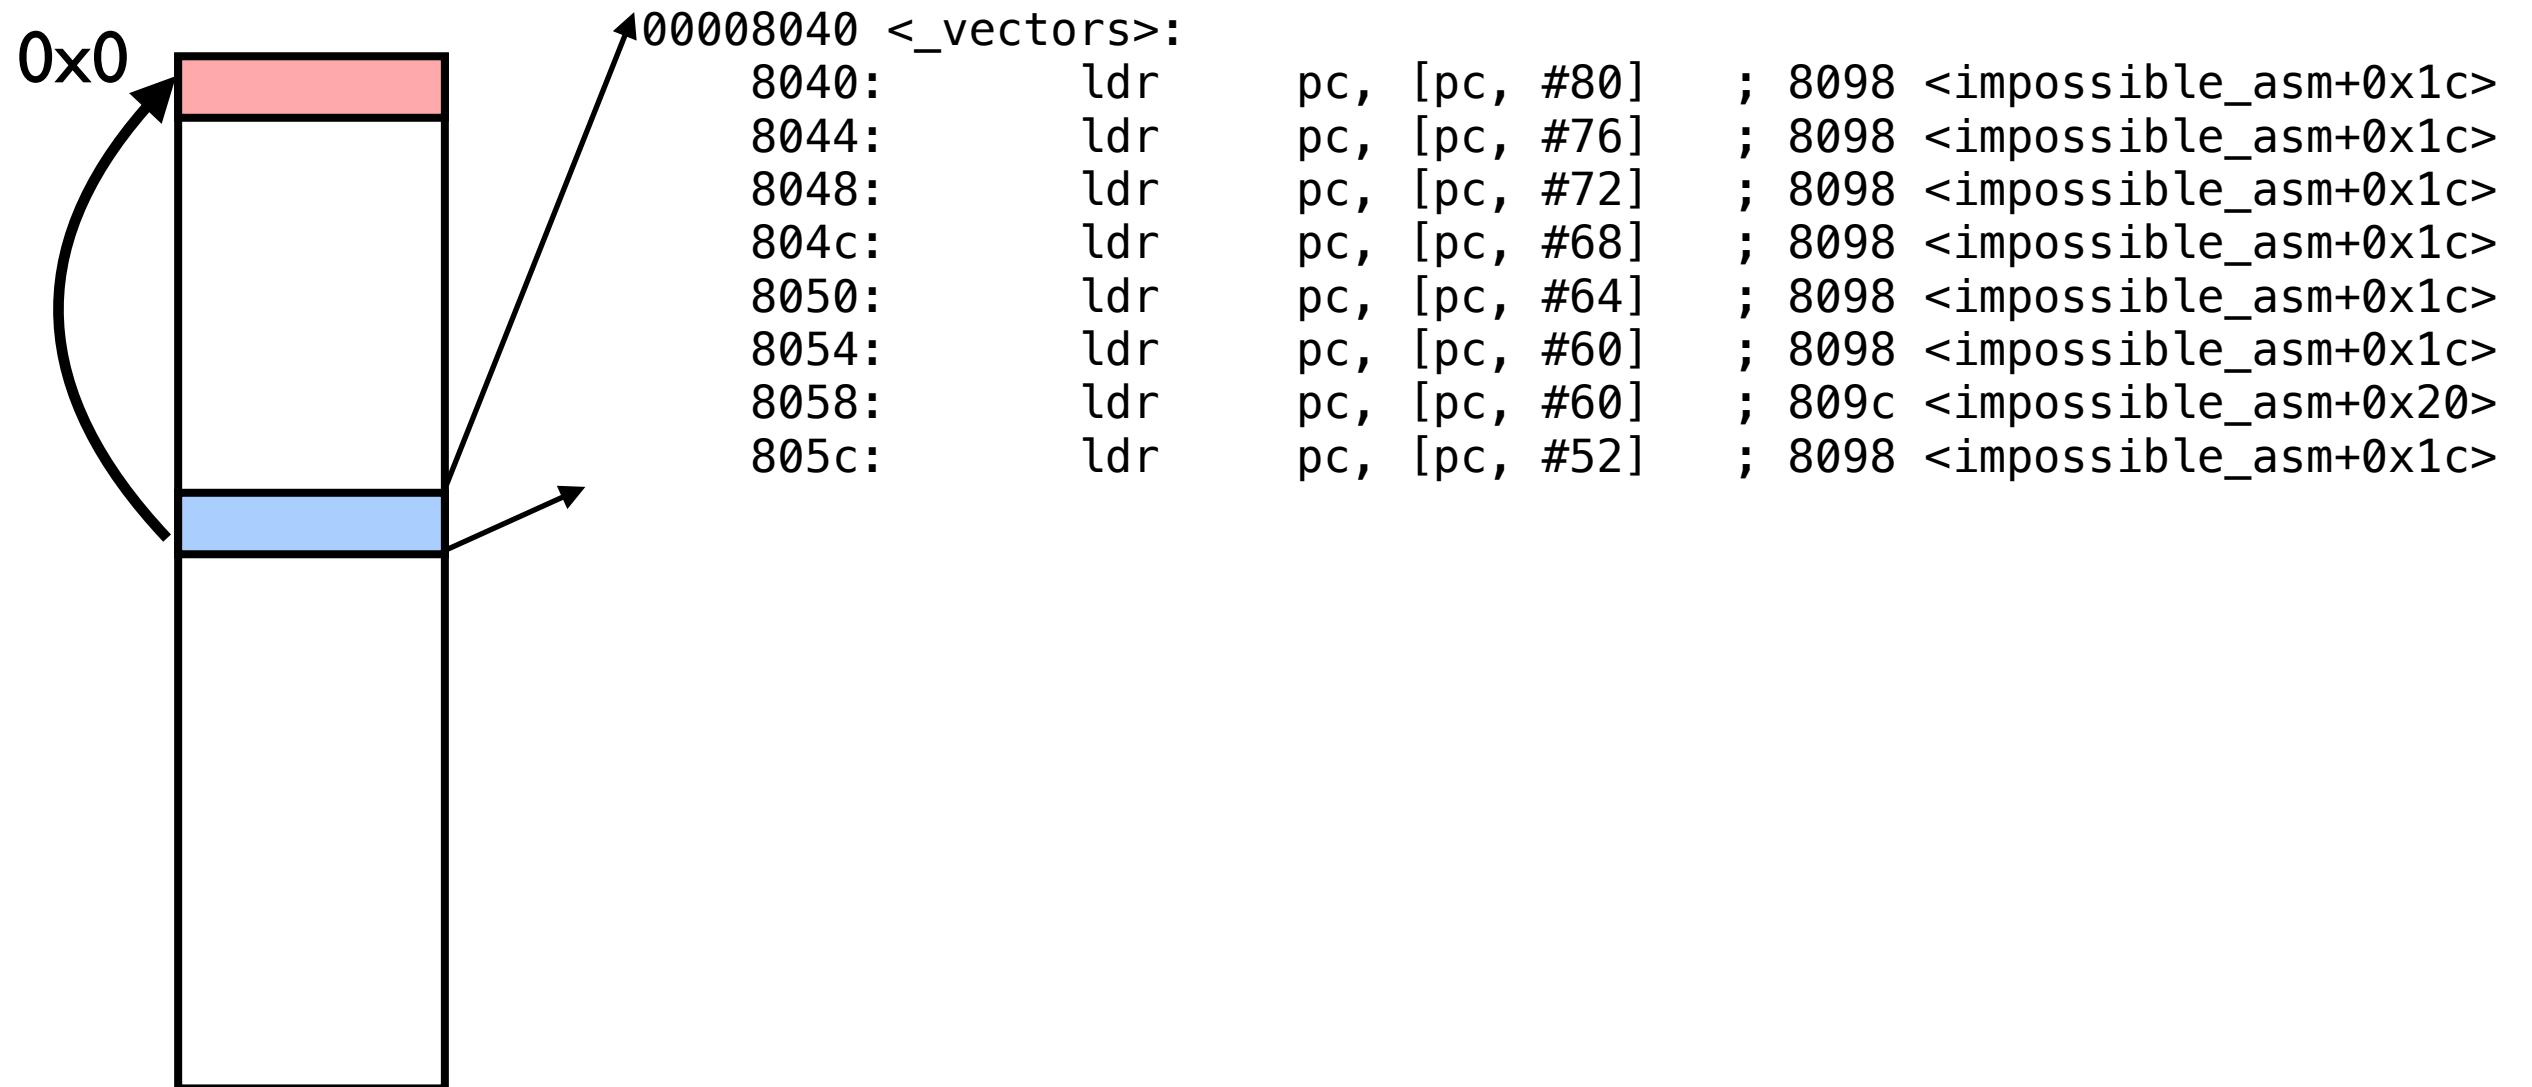 0x0
00008040 <_vectors>:
8040: ldr pc, [pc, #80] ; 8098 <impossible_asm+0x1c>
8044: ldr pc, [pc, #76] ; 8098 <impossible_asm+0x1c>
8048: ldr pc, [pc, #72] ; 8098 <impossible_asm+0x1c>
804c: ldr pc, [pc, #68] ; 8098 <impossible_asm+0x1c>
8050: ldr pc, [pc, #64] ; 8098 <impossible_asm+0x1c>
8054: ldr pc, [pc, #60] ; 8098 <impossible_asm+0x1c>
8058: ldr pc, [pc, #60] ; 809c <impossible_asm+0x20>
805c: ldr pc, [pc, #52] ; 8098 <impossible_asm+0x1c>